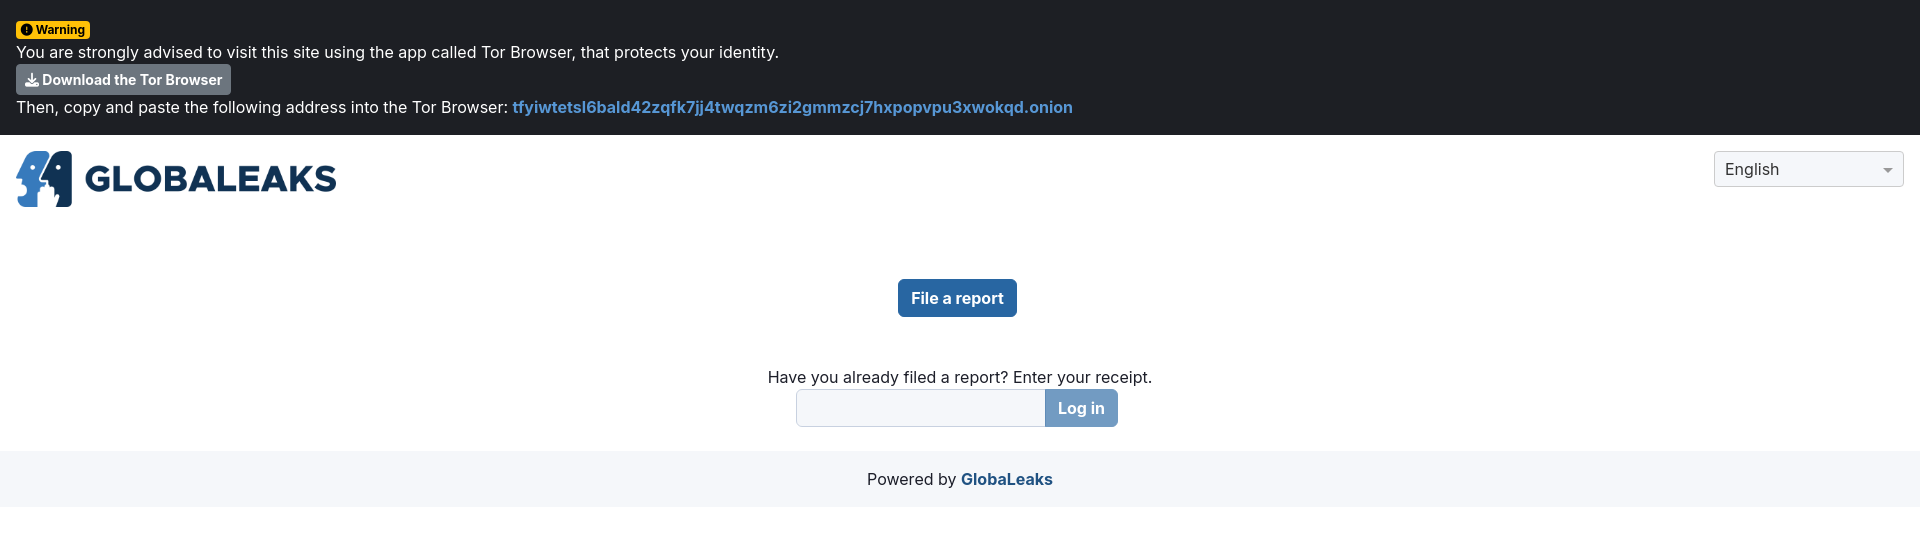 Warning
You are strongly advised to visit this site using the app called Tor Browser, that protects your identity.
Download the Tor Browser
Then, copy and paste the following address into the Tor Browser: tfyiwtetsl6bald42zqfk7jj4twqzm6zi2gmmzcj7hxpopvpu3xwokqd.onion
GLOBALEAKS
English
File a report
Have you already filed a report? Enter your receipt.
Log in
Powered by GlobaLeaks